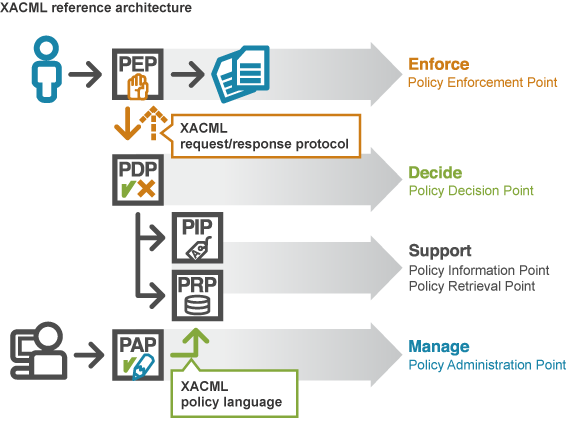 XACML reference architecture
PEP
Enforce
Policy Enforcement Point
XACML
request/response protocol
PDP
Decide
Policy Decision Point
PIP
A
Support
Policy Information Point
Policy Retrieval Point
PRP
PAP
Manage
Policy Administration Point
XACML
policy language